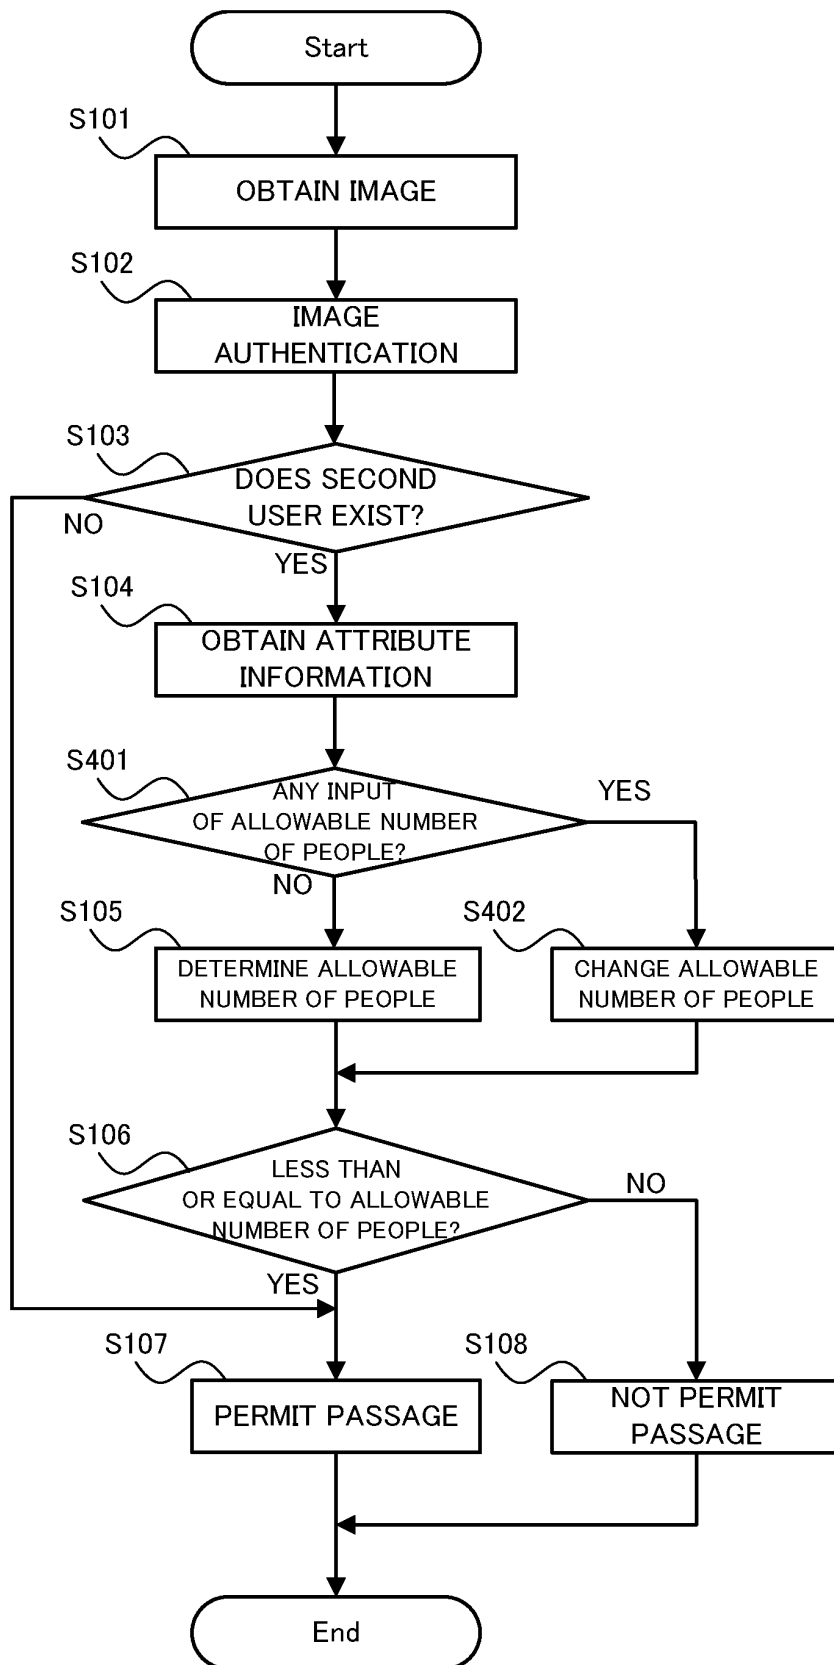 Start
S101
OBTAIN IMAGE
S102
IMAGE
AUTHENTICATION
S103
DOES SECOND
USER EXIST?
NO
YES
S104
OBTAIN ATTRIBUTE
INFORMATION
S401
ANY INPUT
OF ALLOWABLE NUMBER
OF PEOPLE?
YES
NO
S105
DETERMINE ALLOWABLE
NUMBER OF PEOPLE
S402
CHANGE ALLOWABLE
NUMBER OF PEOPLE
S106
LESS THAN
OR EQUAL TO ALLOWABLE
NUMBER OF PEOPLE?
NO
YES
S107
PERMIT PASSAGE
S108
NOT PERMIT
PASSAGE
End